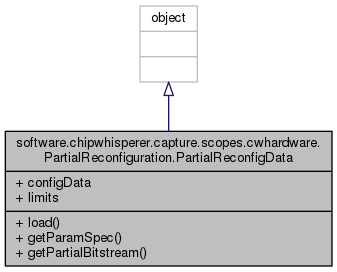 object
software.chipwhisperer.capture.scopes.cwhardware.
PartialReconfiguration.PartialReconfigData
+ configData
+ limits
+ load()
+ getParamSpec()
+ getPartialBitstream()